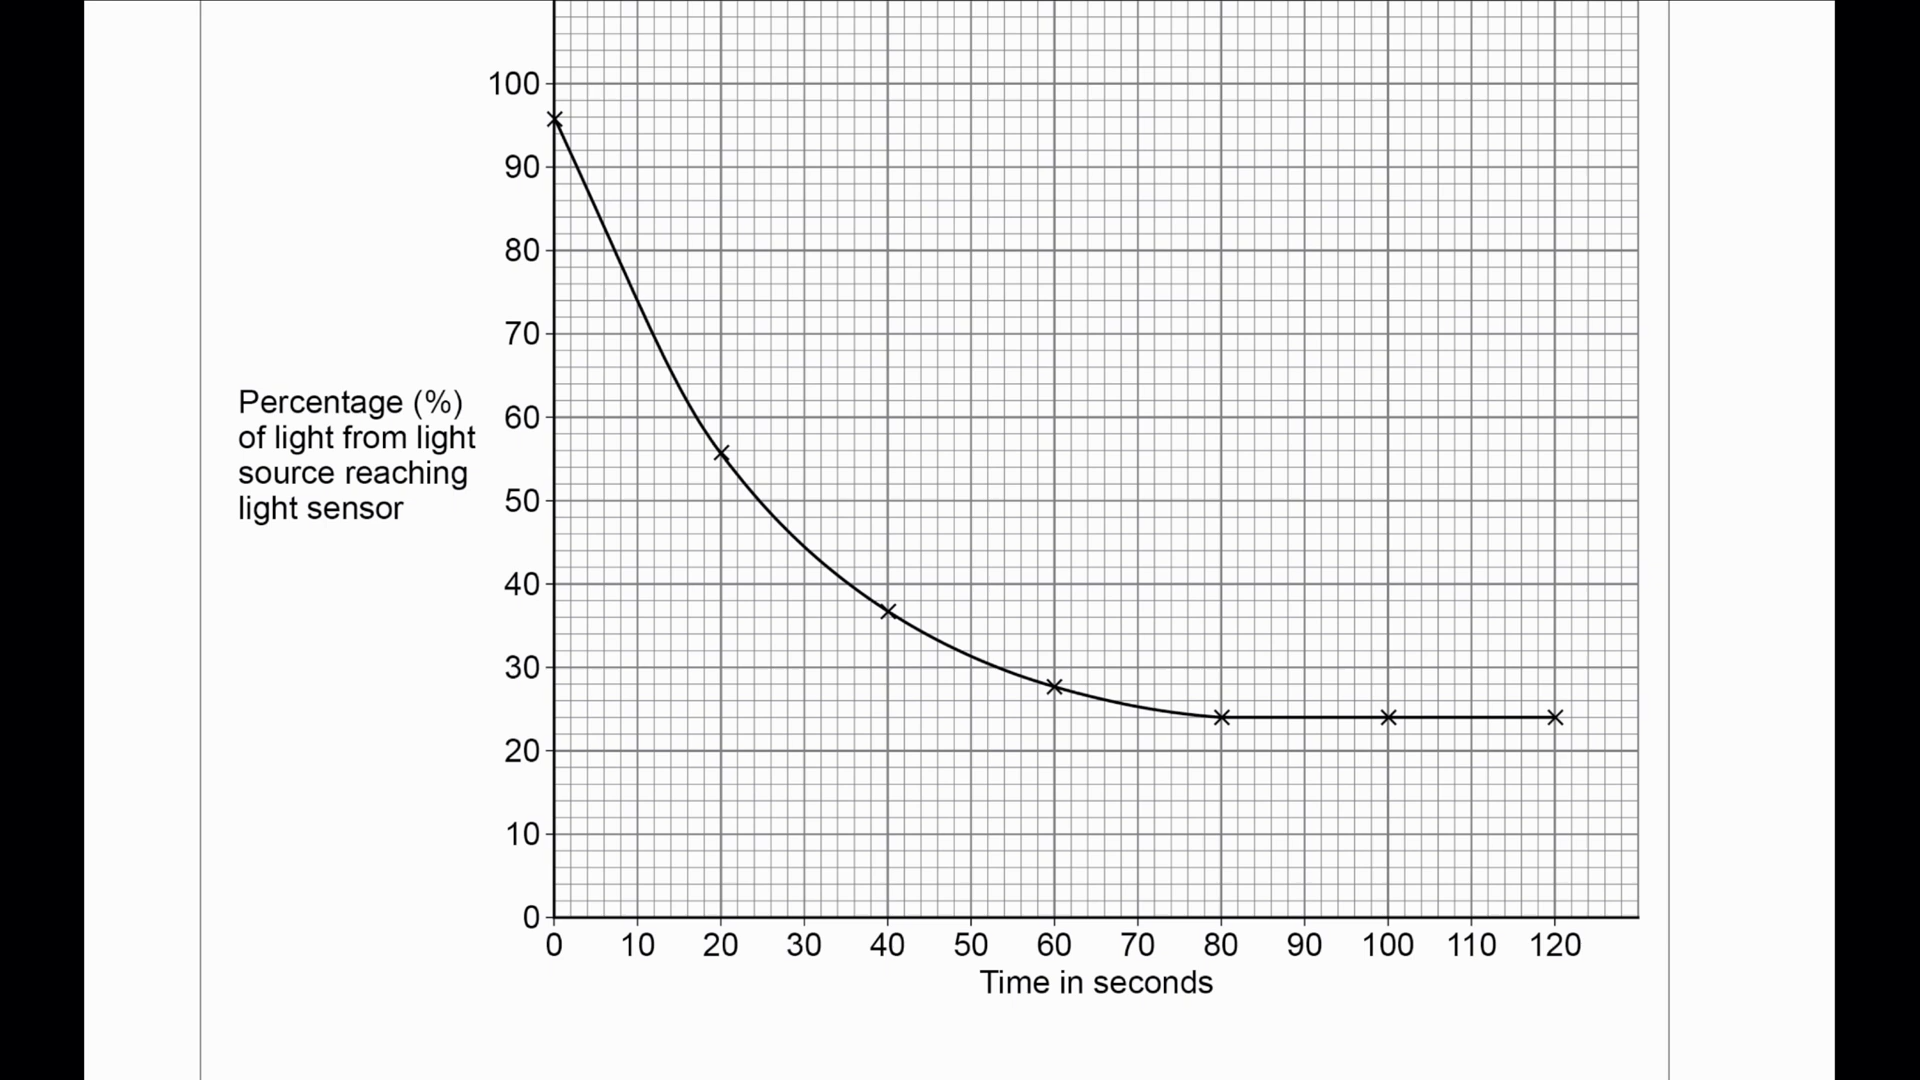 100
90
80
70
60
50
40
30
20
10
0
Percentage (%)
of light from light
source reaching
light sensor
0 10 20 30 40 50 60 70 80 90 100 110 120
Time in seconds